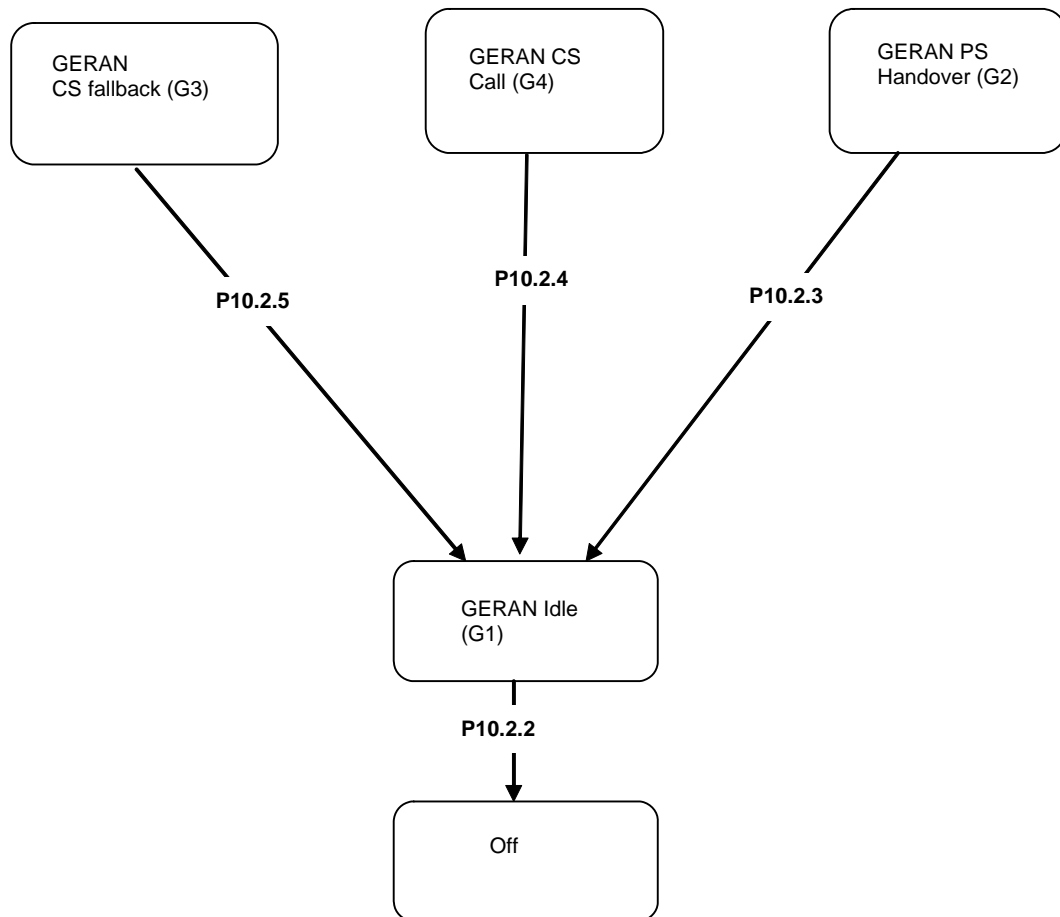 GERAN
CS fallback (G3)
GERAN CS
Call (G4)
GERAN PS
Handover (G2)
P10.2.5
P10.2.4
P10.2.3
GERAN Idle
(G1)
P10.2.2
Off